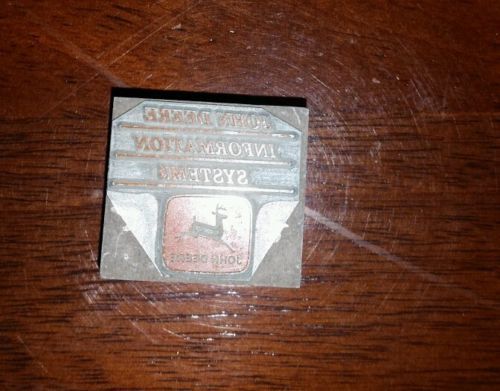 JOHN DEERE
INFORMATION
SYSTEMS
JOHN DEERE